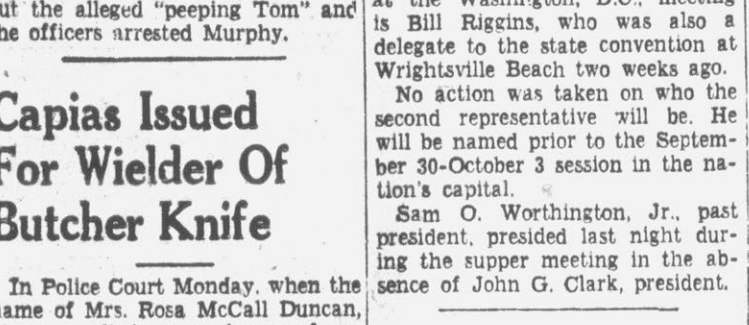 ut the alleged "peeping Tom" and
he officers arrested Murphy.
Capias Issued
For Wielder Of
Butcher Knife
In Police Court Monday, when the
ame of Mrs. Rosa McCall Duncan,
at the Washington, D.C., meeting
is Bill Riggins, who was also a
delegate to the state convention at
Wrightsville Beach two weeks ago.
No action was taken on who the
second representative will be. He
will be named prior to the Septem-
ber 30-October 3 session in the na-
tion's capital.
Sam O. Worthington, Jr., past
president, presided last night dur-
ing the supper meeting in the ab-
sence of John G. Clark, president.